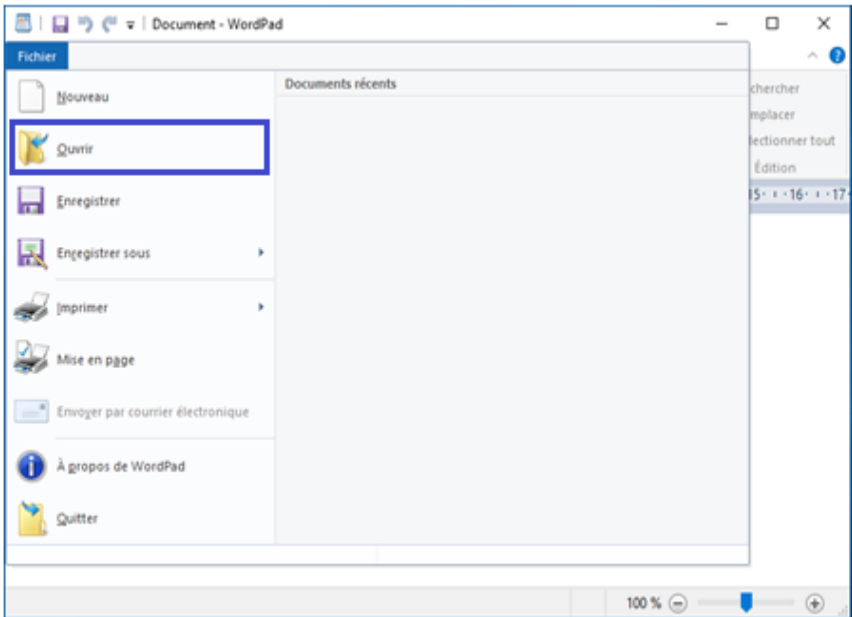 Document - WordPad
Fichier
Nouveau
Ouvrir
Enregistrer
Enregistrer sous
Imprimer
Mise en page
Envoyer par courrier électronique
À propos de WordPad
Quitter
Documents récents
chercher
mplacer
lectionner tout
Édition
15 · 16 · 17
100 %